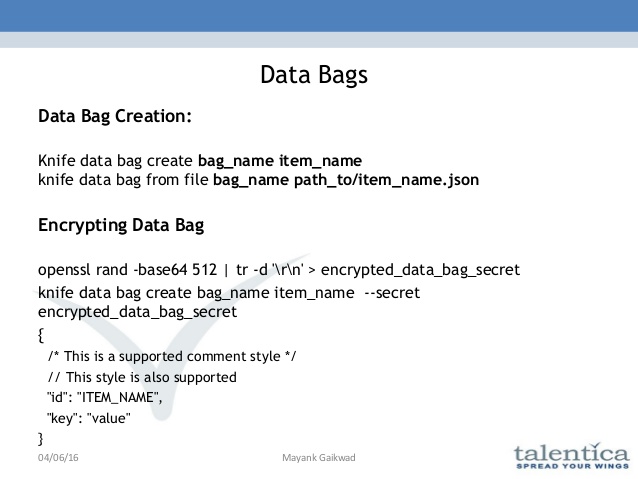 Data Bags
Data Bag Creation:
Knife data bag create bag_name item_name
knife data bag from file bag_name path_to/item_name.json
Encrypting Data Bag
openssl rand -base64 512 | tr -d '\r\n' > encrypted_data_bag_secret
knife data bag create bag_name item_name --secret
encrypted_data_bag_secret
{
/* This is a supported comment style */
// This style is also supported
"id": "ITEM_NAME",
"key": "value"
}
04/06/16
Mayank Gaikwad
talentica
SPREAD YOUR WINGS